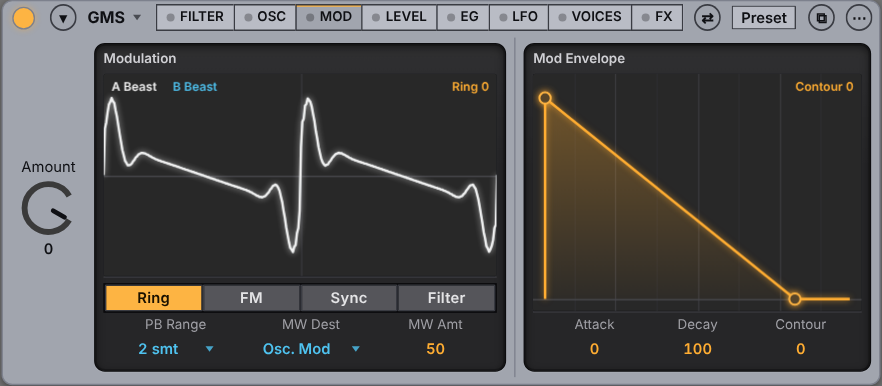 GMS FILTER OSC MOD LEVEL EG LFO VOICES FX Preset
Modulation
A Beast B Beast Ring 0
Mod Envelope
Contour 0
Amount
0
Ring FM Sync Filter
PB Range MW Dest MW Amt
2 smt Osc. Mod 50
Attack Decay Contour
0 100 0